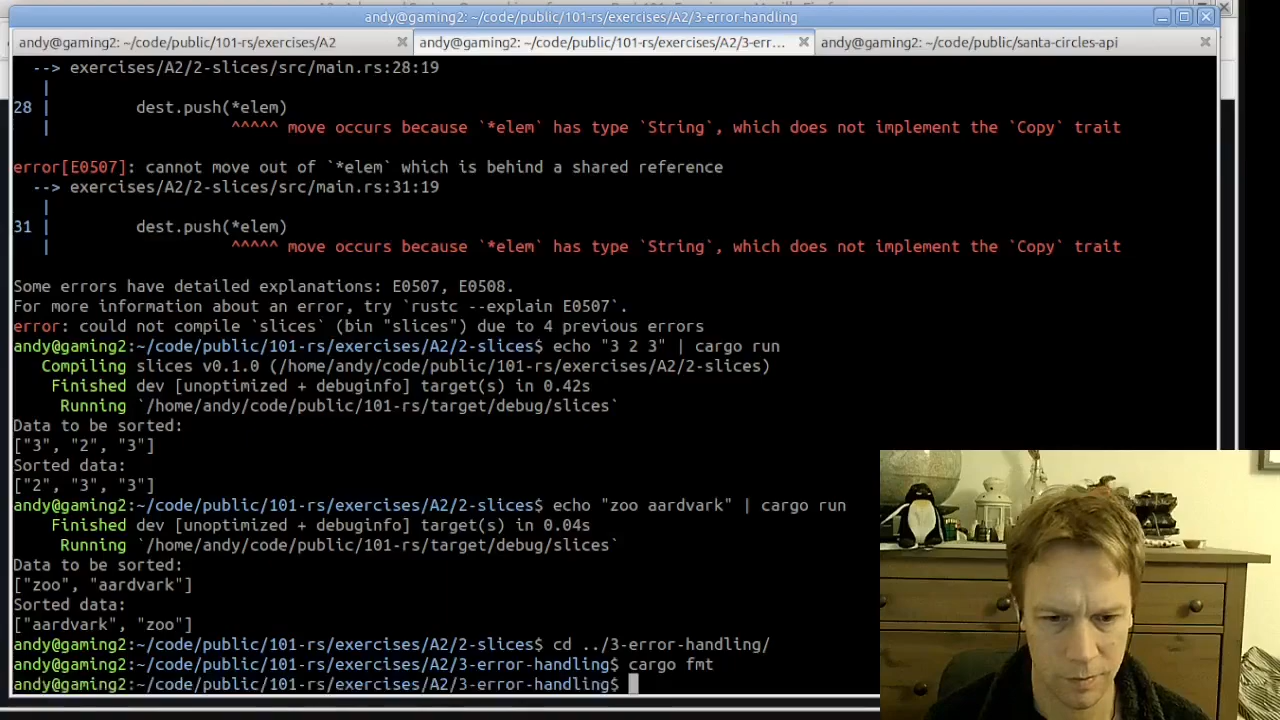 andy@gaming2: ~/code/public/101-rs/exercises/A2/3-error-handling
andy@gaming2: ~/code/public/101-rs/exercises/A2
andy@gaming2: ~/code/public/101-rs/exercises/A2/3-err...
andy@gaming2: ~/code/public/santa-circles-api
--> exercises/A2/2-slices/src/main.rs:28:19
|
28 |         dest.push(*elem)
|                   ^^^^^ move occurs because `*elem` has type `String`, which does not implement the `Copy` trait
error[E0507]: cannot move out of `*elem` which is behind a shared reference
--> exercises/A2/2-slices/src/main.rs:31:19
|
31 |         dest.push(*elem)
|                   ^^^^^ move occurs because `*elem` has type `String`, which does not implement the `Copy` trait
Some errors have detailed explanations: E0507, E0508.
For more information about an error, try `rustc --explain E0507`.
error: could not compile `slices` (bin "slices") due to 4 previous errors
andy@gaming2:~/code/public/101-rs/exercises/A2/2-slices$ echo "3 2 3" | cargo run
Compiling slices v0.1.0 (/home/andy/code/public/101-rs/exercises/A2/2-slices)
Finished dev [unoptimized + debuginfo] target(s) in 0.42s
Running `/home/andy/code/public/101-rs/target/debug/slices`
Data to be sorted:
["3", "2", "3"]
Sorted data:
["2", "3", "3"]
andy@gaming2:~/code/public/101-rs/exercises/A2/2-slices$ echo "zoo aardvark" | cargo run
Finished dev [unoptimized + debuginfo] target(s) in 0.04s
Running `/home/andy/code/public/101-rs/target/debug/slices`
Data to be sorted:
["zoo", "aardvark"]
Sorted data:
["aardvark", "zoo"]
andy@gaming2:~/code/public/101-rs/exercises/A2/2-slices$ cd ../3-error-handling/
andy@gaming2:~/code/public/101-rs/exercises/A2/3-error-handling$ cargo fmt
andy@gaming2:~/code/public/101-rs/exercises/A2/3-error-handling$